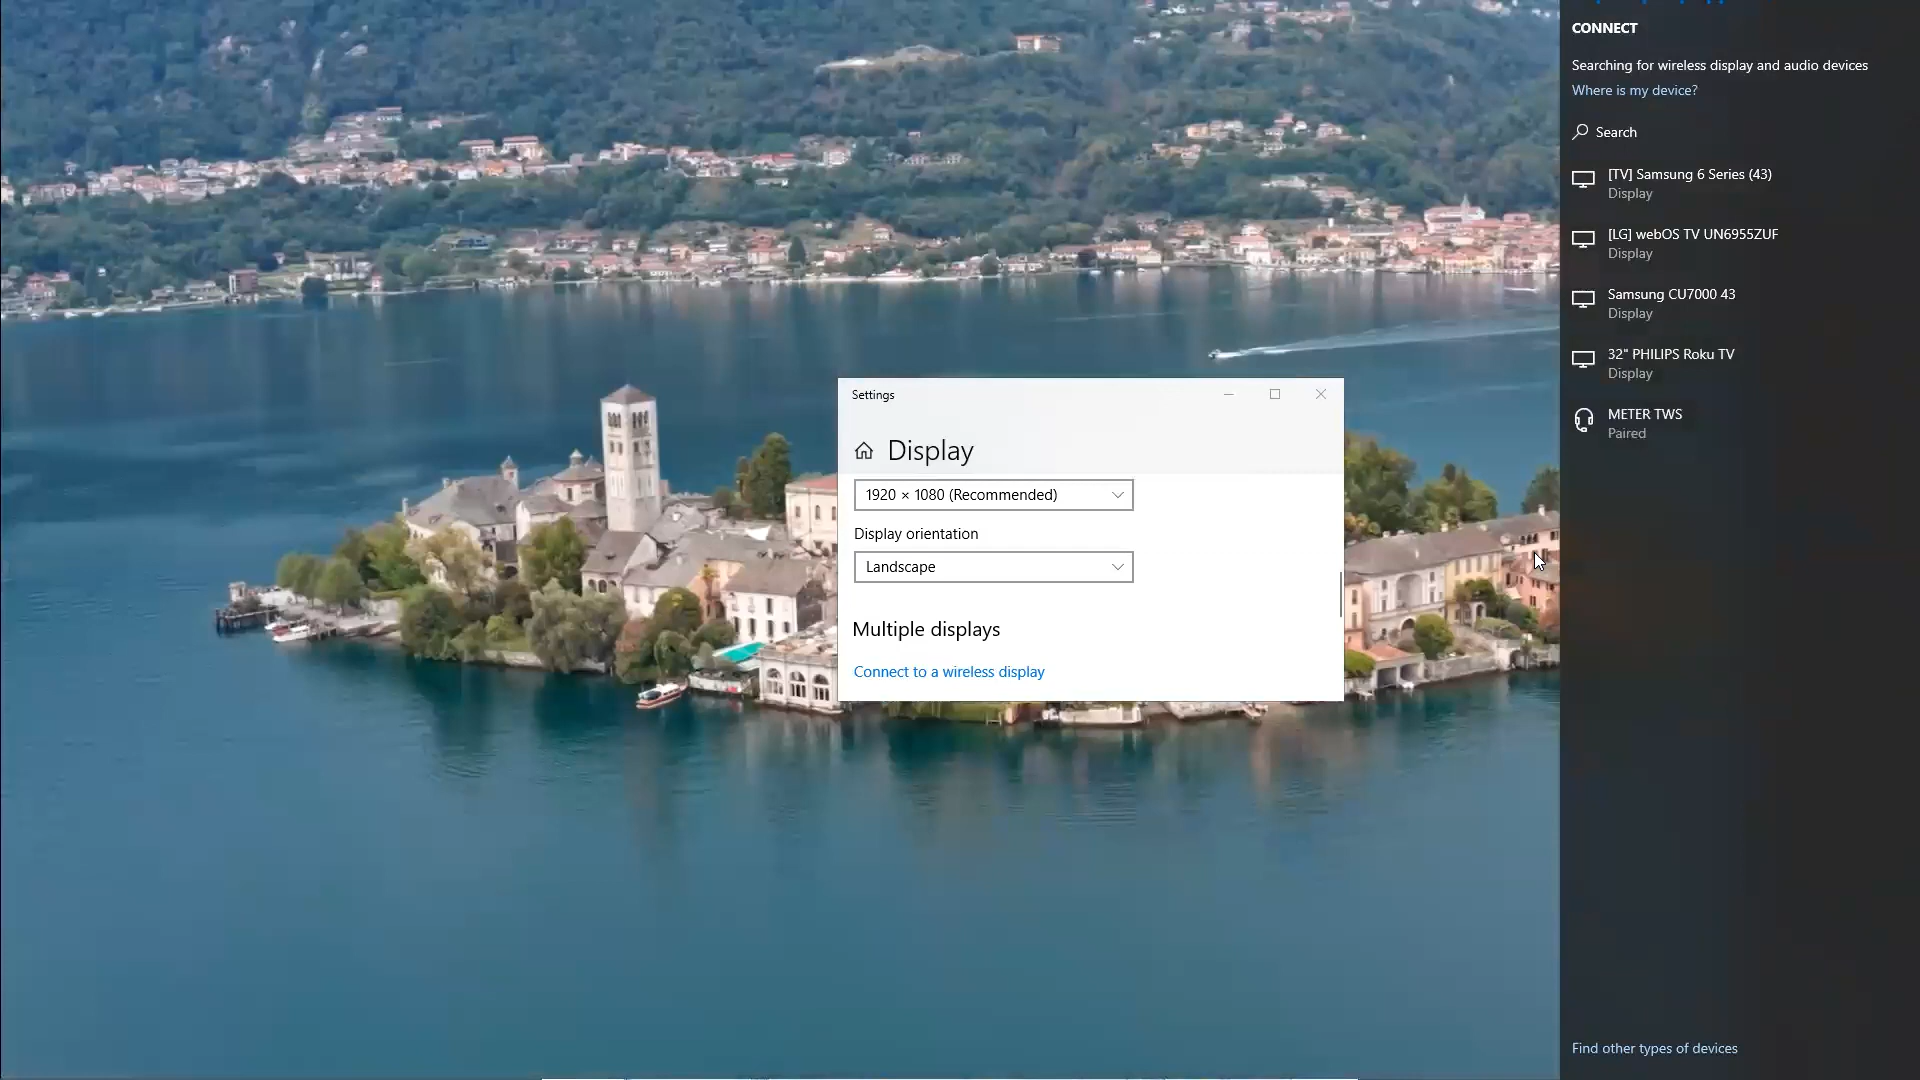 CONNECT
Searching for wireless display and audio devices
Where is my device?
Search
[TV] Samsung 6 Series (43)
Display
[LG] webOS TV UN6955ZUF
Display
Samsung CU7000 43
Display
32" PHILIPS Roku TV
Display
METER TWS
Paired
Find other types of devices
Settings
Display
1920 × 1080 (Recommended)
Display orientation
Landscape
Multiple displays
Connect to a wireless display